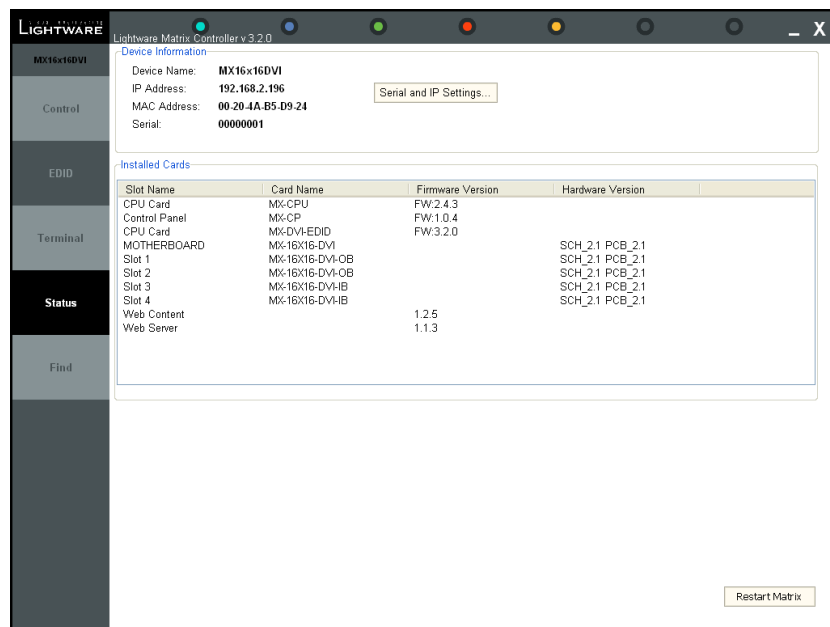 LIGHTWARE
Lightware Matrix Controller v 3.2.0
_ X
MX16x16DVI
Control
EDID
Terminal
Status
Find
Device Information
Device Name: MX16x16DVI
IP Address: 192.168.2.196
MAC Address: 00-20-4A-B5-D9-24
Serial: 00000001
Serial and IP Settings...
Installed Cards
Slot Name Card Name Firmware Version Hardware Version
CPU Card MX-CPU FW:2.4.3
Control Panel MX-CP FW:1.0.4
CPU Card MX-DVI-EDID FW:3.2.0
MOTHERBOARD MX-16X16-DVI SCH_2.1 PCB_2.1
Slot 1 MX-16X16-DVI-OB SCH_2.1 PCB_2.1
Slot 2 MX-16X16-DVI-OB SCH_2.1 PCB_2.1
Slot 3 MX-16X16-DVI-IB SCH_2.1 PCB_2.1
Slot 4 MX-16X16-DVI-IB SCH_2.1 PCB_2.1
Web Content 1.2.5
Web Server 1.1.3
Restart Matrix